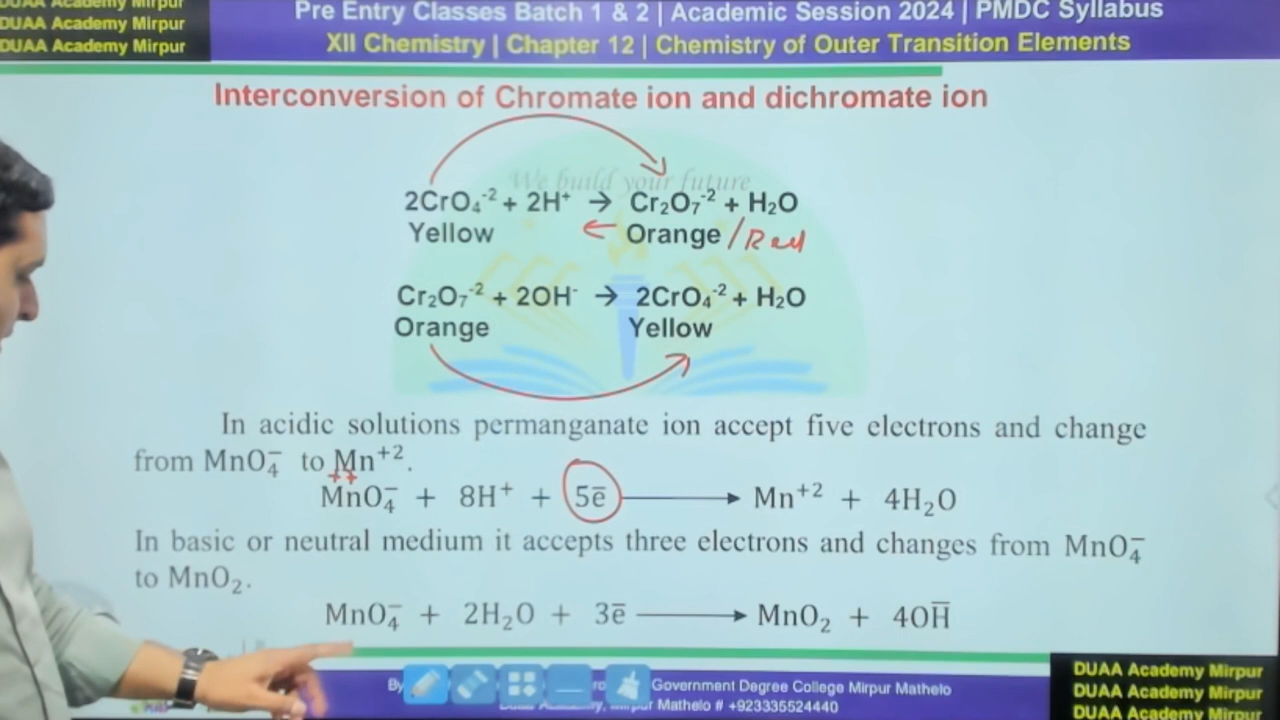 DUAA Academy Mirpur
DUAA Academy Mirpur
DUAA Academy Mirpur
Pre Entry Classes Batch 1 & 2 | Academic Session 2024 | PMDC Syllabus
XII Chemistry | Chapter 12 | Chemistry of Outer Transition Elements
Interconversion of Chromate ion and dichromate ion
We build your future
2CrO₄⁻² + 2H⁺ → Cr₂O₇⁻² + H₂O
Yellow ← Orange / Red
Cr₂O₇⁻² + 2OH⁻ → 2CrO₄⁻² + H₂O
Orange Yellow
In acidic solutions permanganate ion accept five electrons and change
from MnO₄⁻ to Mn⁺².
++
MnO₄⁻ + 8H⁺ + 5ē → Mn⁺² + 4H₂O
In basic or neutral medium it accepts three electrons and changes from MnO₄⁻
to MnO₂.
MnO₄⁻ + 2H₂O + 3ē → MnO₂ + 4OH̅
By Government Degree College Mirpur Mathelo
Mathelo # +923335524440
DUAA Academy Mirpur
DUAA Academy Mirpur
DUAA Academy Mirpur